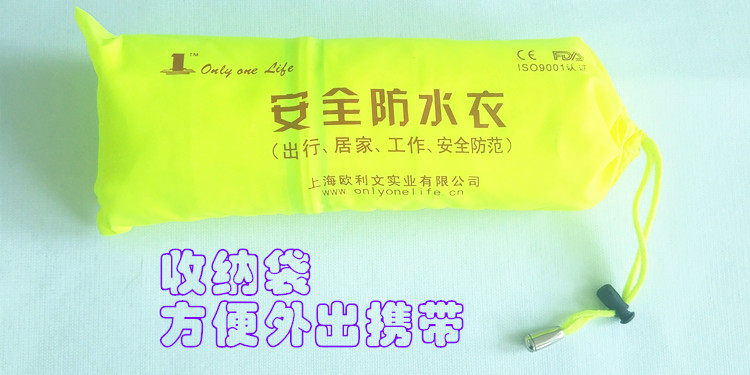 1™ Only one Life
CE FDA
ISO9001认证
安全防水衣
(出行、居家、工作、安全防范)
上海欧利文实业有限公司
www.onlyonelife.cn
收纳袋
方便外出携带